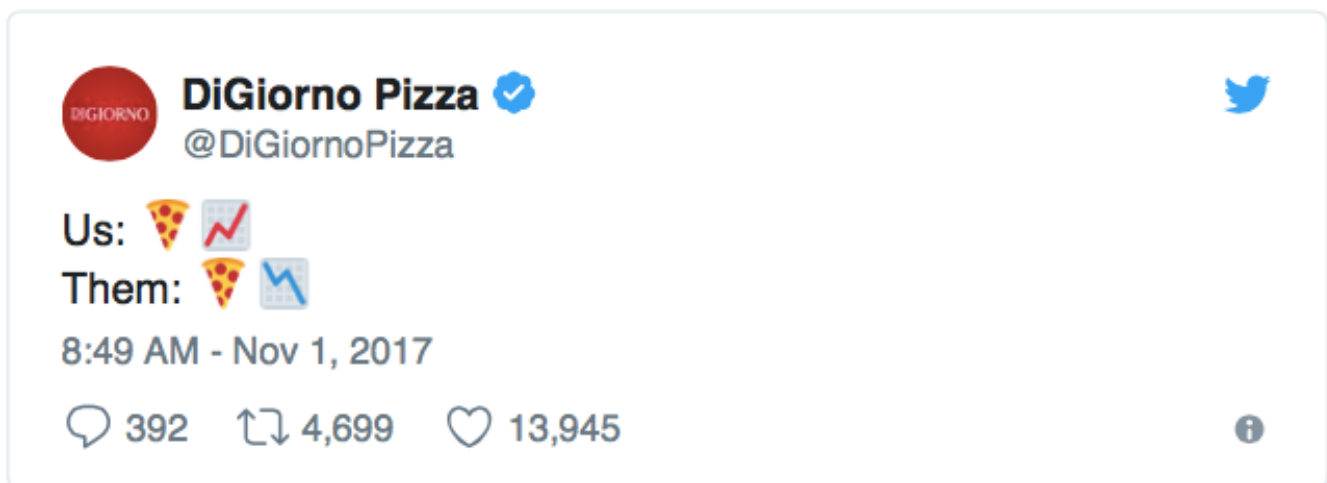 DIGIORNO
DiGiorno Pizza
@DiGiornoPizza
Us: 🍕📈
Them: 🍕📉
8:49 AM - Nov 1, 2017
392 4,699 13,945